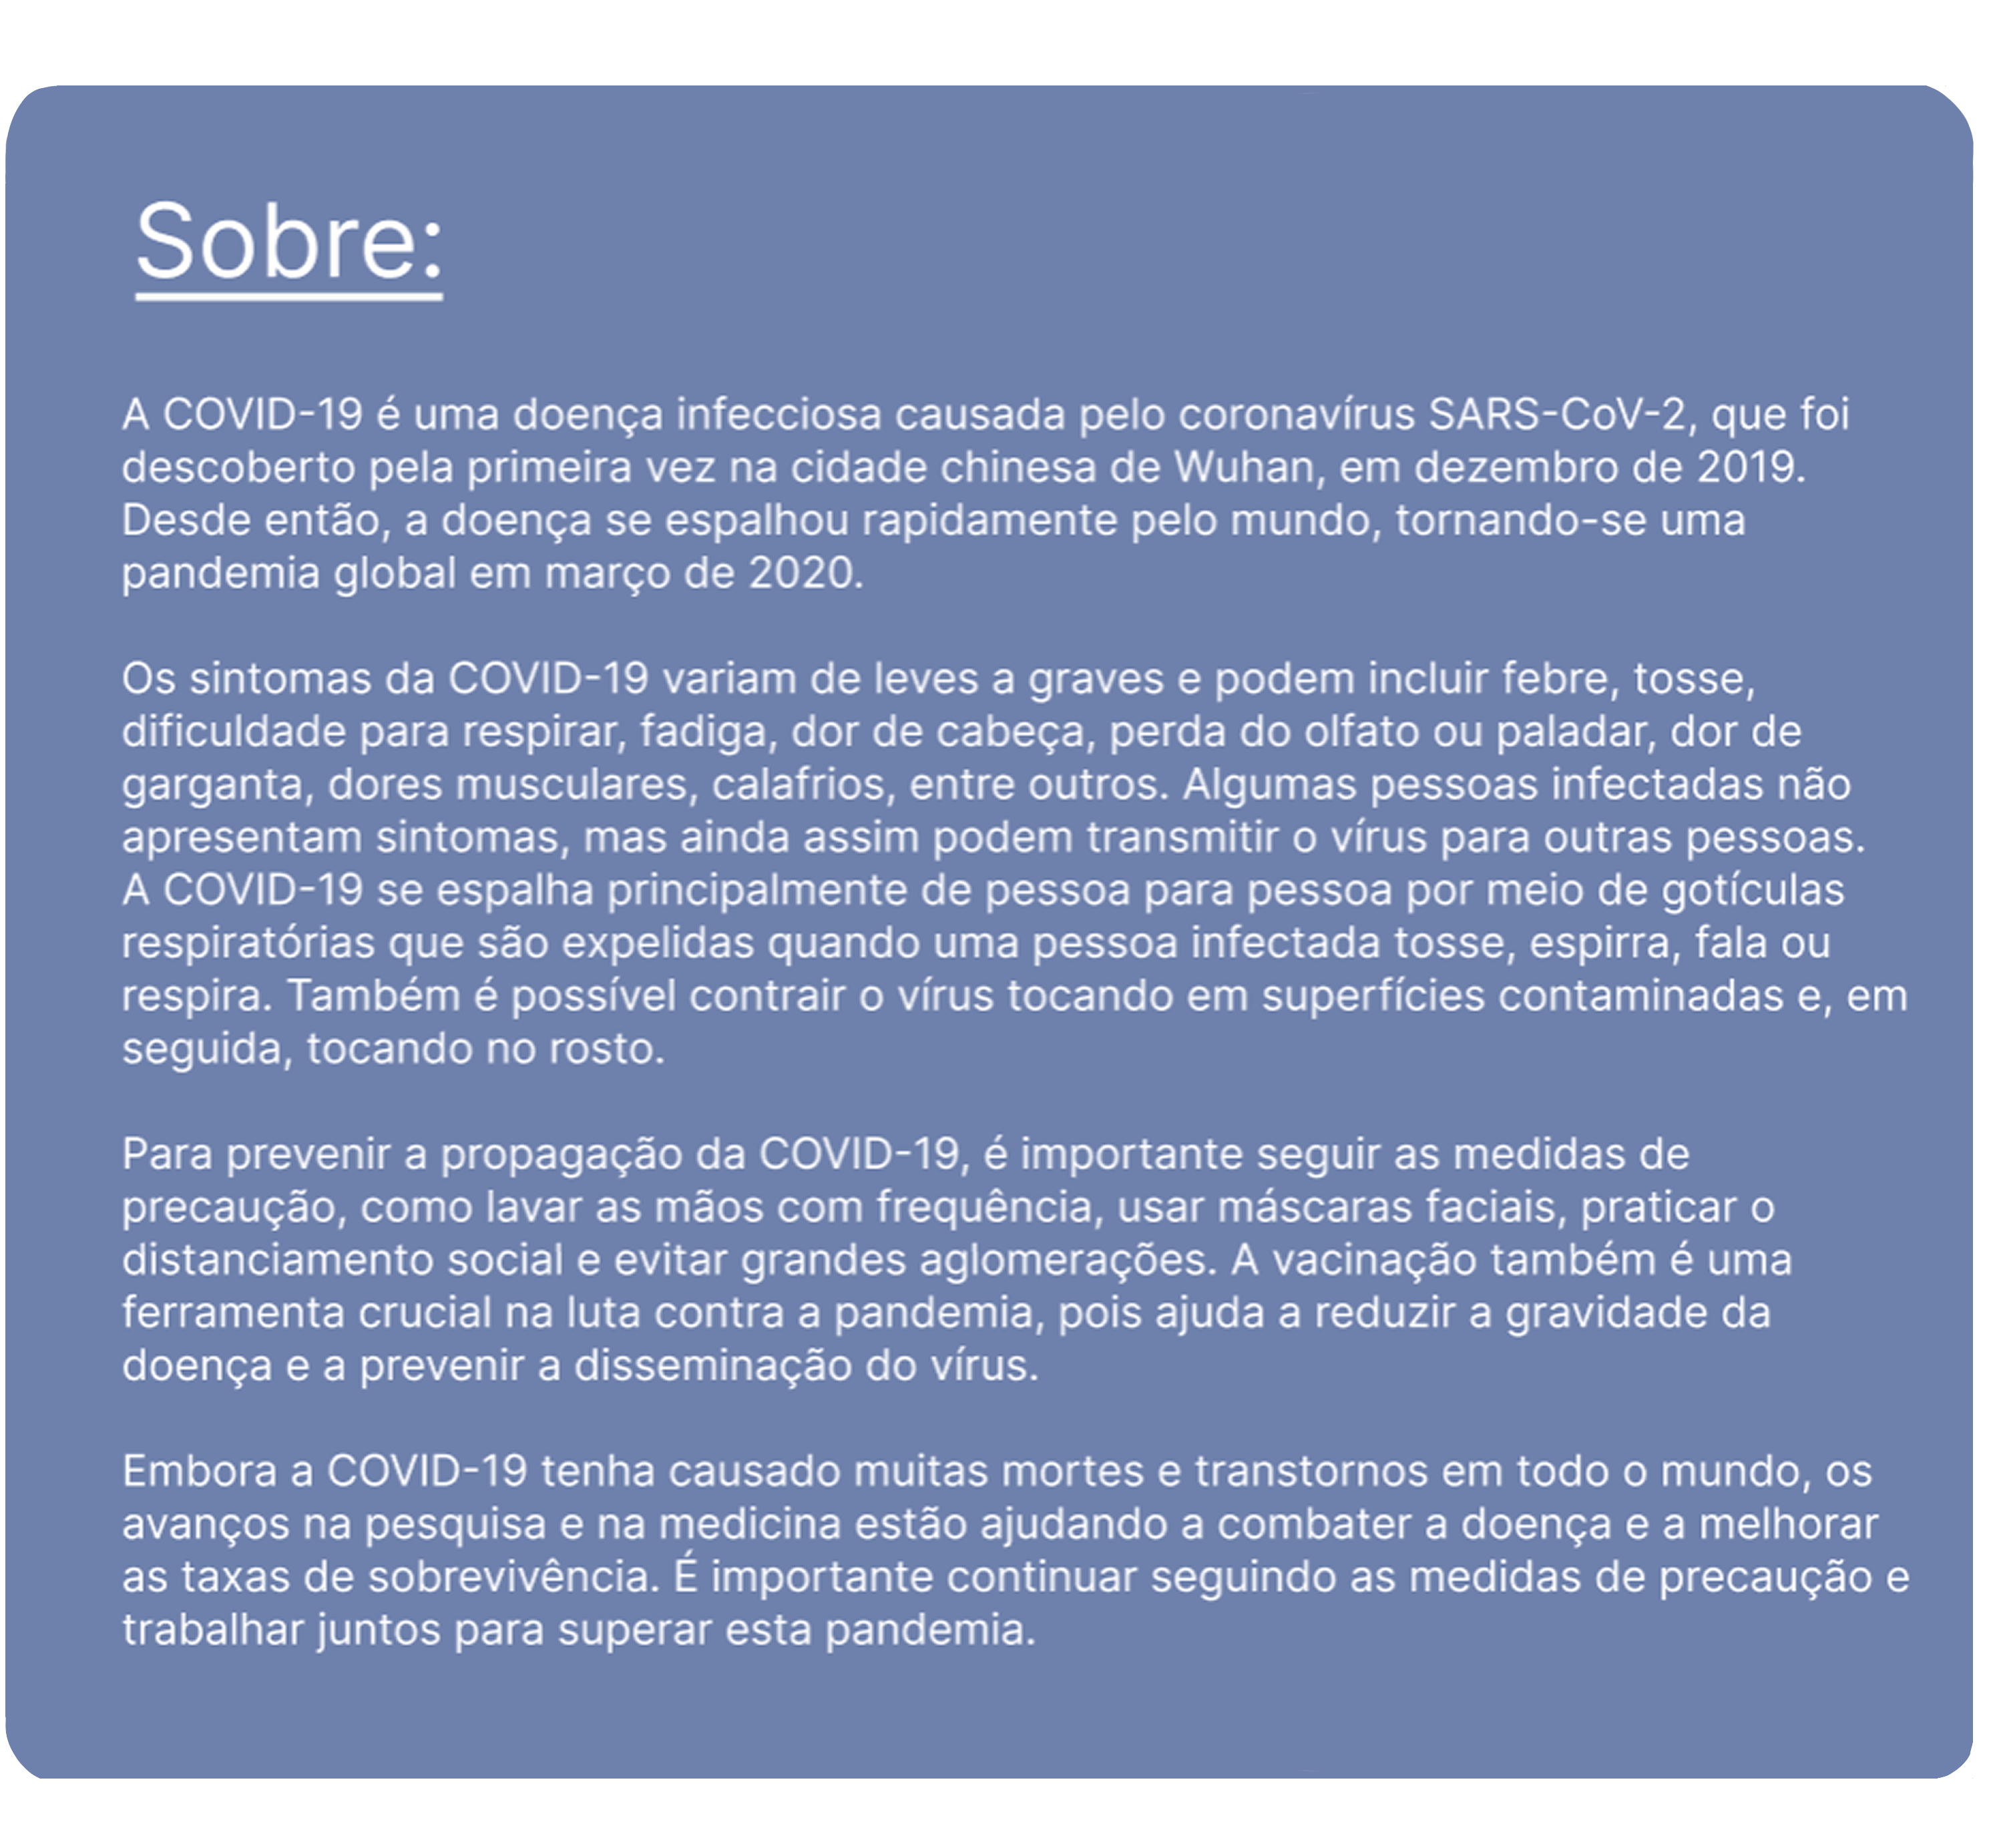 Sobre:
A COVID-19 é uma doença infecciosa causada pelo coronavírus SARS-CoV-2, que foi
descoberto pela primeira vez na cidade chinesa de Wuhan, em dezembro de 2019.
Desde então, a doença se espalhou rapidamente pelo mundo, tornando-se uma
pandemia global em março de 2020.
Os sintomas da COVID-19 variam de leves a graves e podem incluir febre, tosse,
dificuldade para respirar, fadiga, dor de cabeça, perda do olfato ou paladar, dor de
garganta, dores musculares, calafrios, entre outros. Algumas pessoas infectadas não
apresentam sintomas, mas ainda assim podem transmitir o vírus para outras pessoas.
A COVID-19 se espalha principalmente de pessoa para pessoa por meio de gotículas
respiratórias que são expelidas quando uma pessoa infectada tosse, espirra, fala ou
respira. Também é possível contrair o vírus tocando em superfícies contaminadas e, em
seguida, tocando no rosto.
Para prevenir a propagação da COVID-19, é importante seguir as medidas de
precaução, como lavar as mãos com frequência, usar máscaras faciais, praticar o
distanciamento social e evitar grandes aglomerações. A vacinação também é uma
ferramenta crucial na luta contra a pandemia, pois ajuda a reduzir a gravidade da
doença e a prevenir a disseminação do vírus.
Embora a COVID-19 tenha causado muitas mortes e transtornos em todo o mundo, os
avanços na pesquisa e na medicina estão ajudando a combater a doença e a melhorar
as taxas de sobrevivência. É importante continuar seguindo as medidas de precaução e
trabalhar juntos para superar esta pandemia.